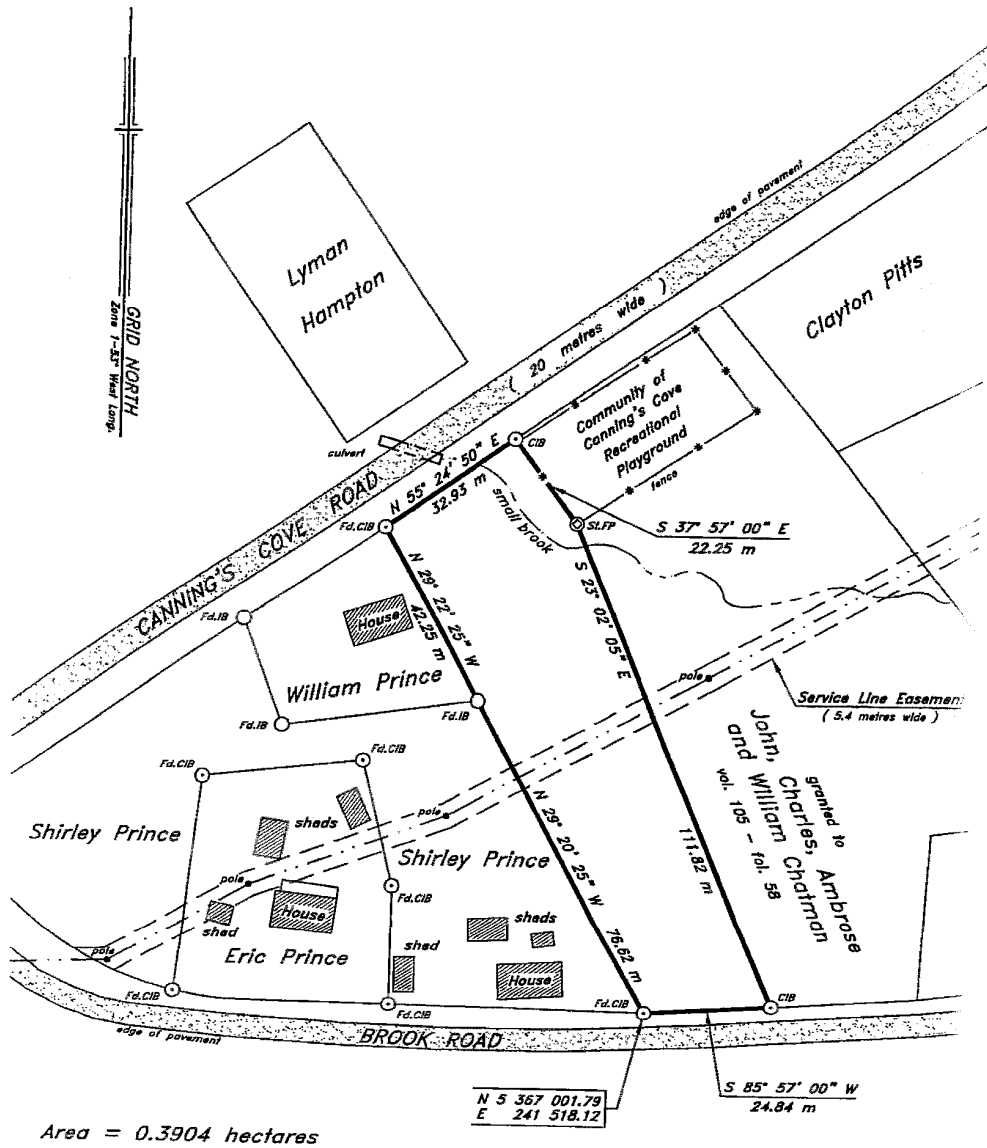 GRID NORTH
Zone 1-53° West Long.
Lyman
Hampton
edge of pavement
( 20 metres wide )
Clayton Pitts
Community of
Canning's Cove
Recreational
Playground
fence
culvert
CANNING'S COVE ROAD
N 55° 24' 50" E
32.93 m
CIB
Fd.CIB
small brook
St.FP
S 37° 57' 00" E
22.25 m
Fd.IB
House
N 29° 22' 25" W
42.25 m
S 23° 02' 05" E
William Prince
Fd.IB
Fd.IB
pole
Service Line Easement
( 5.4 metres wide )
Fd.CIB
Fd.CIB
granted to
John, Charles, Ambrose
and William Chatman
vol. 105 - fol. 58
Shirley Prince
sheds
pole
Shirley Prince
N 29° 20' 25" W
76.62 m
111.82 m
pole
Fd.CIB
House
shed
sheds
shed
Eric Prince
House
pole
Fd.CIB
Fd.CIB
Fd.CIB
CIB
edge of pavement
BROOK ROAD
N 5 367 001.79
E 241 518.12
S 85° 57' 00" W
24.84 m
Area = 0.3904 hectares